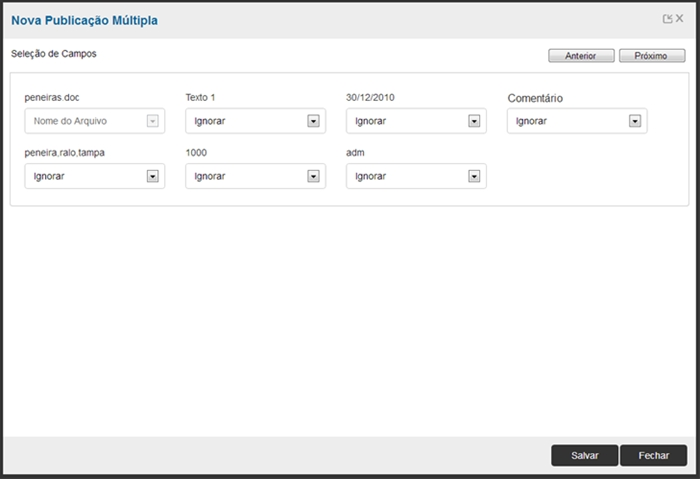 Nova Publicação Múltipla
Seleção de Campos
Anterior
Próximo
peneiras.doc
Texto 1
30/12/2010
Comentário
Nome do Arquivo
Ignorar
Ignorar
Ignorar
peneira,ralo,tampa
1000
adm
Ignorar
Ignorar
Ignorar
Salvar
Fechar